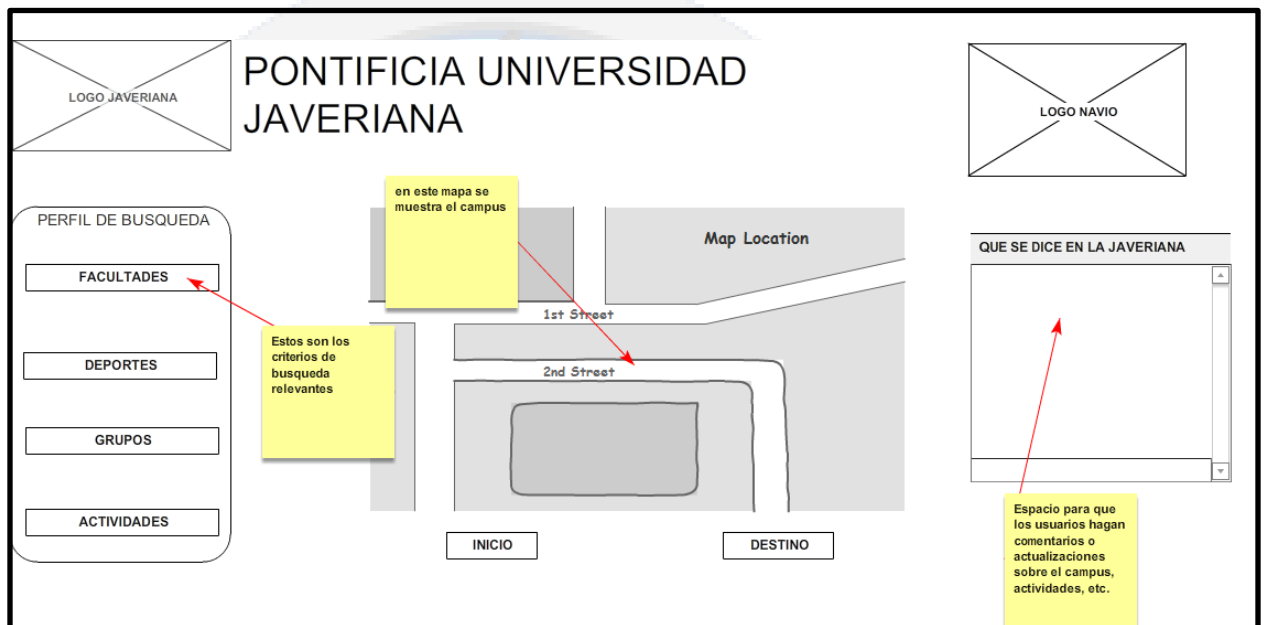 LOGO JAVERIANA
PONTIFICIA UNIVERSIDAD
JAVERIANA
LOGO NAVIO
PERFIL DE BUSQUEDA
FACULTADES
DEPORTES
GRUPOS
ACTIVIDADES
Estos son los
criterios de
busqueda
relevantes
en este mapa se
muestra el campus
Map Location
1st Street
2nd Street
INICIO
DESTINO
QUE SE DICE EN LA JAVERIANA
Espacio para que
los usuarios hagan
comentarios o
actualizaciones
sobre el campus,
actividades, etc.